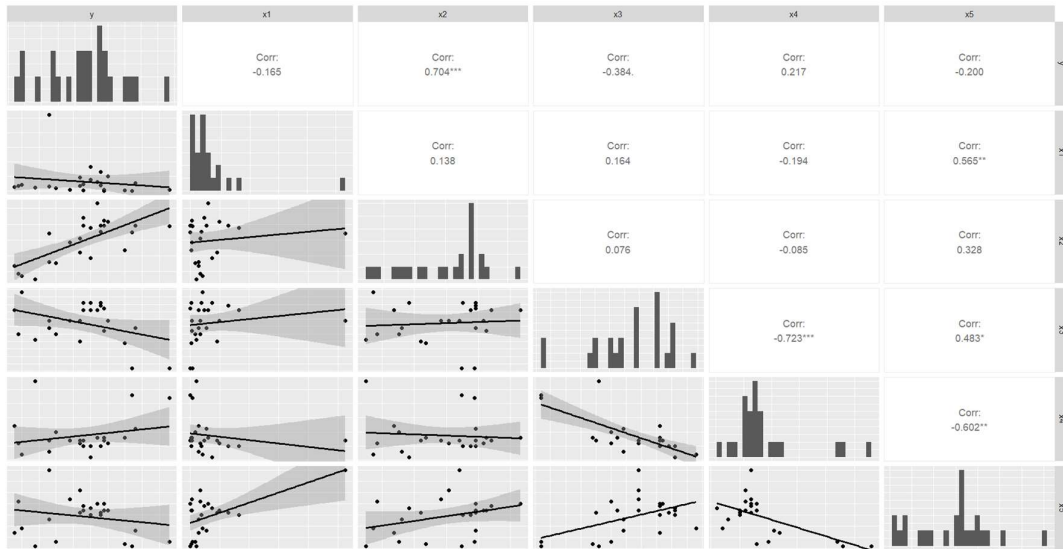 y x1 x2 x3 x4 x5
Corr: Corr: Corr: Corr: Corr:
-0.165 0.704*** -0.384. 0.217 -0.200
y
Corr: Corr: Corr: Corr:
0.138 0.164 -0.194 0.565**
x1
Corr: Corr: Corr:
0.076 -0.085 0.328
x2
Corr: Corr:
-0.723*** 0.483*
x3
Corr:
-0.602**
x4
x5